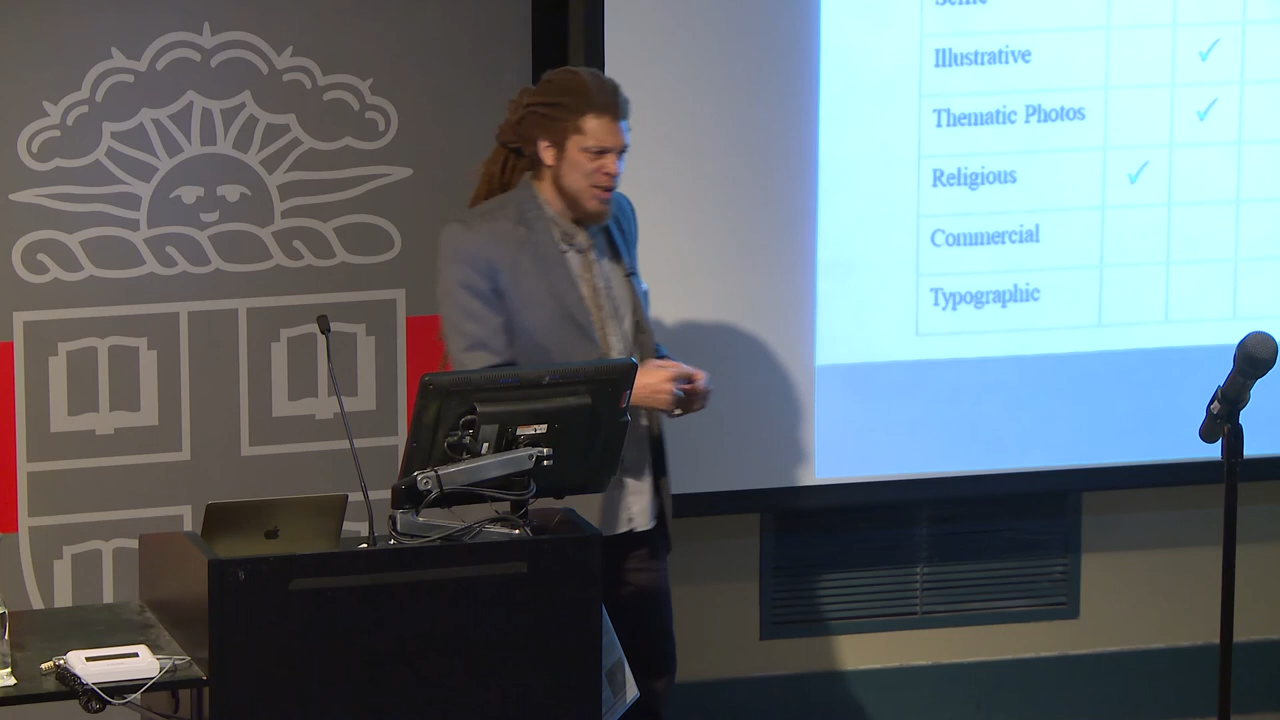 Illustrative ✓
Thematic Photos ✓
Religious ✓
Commercial
Typographic